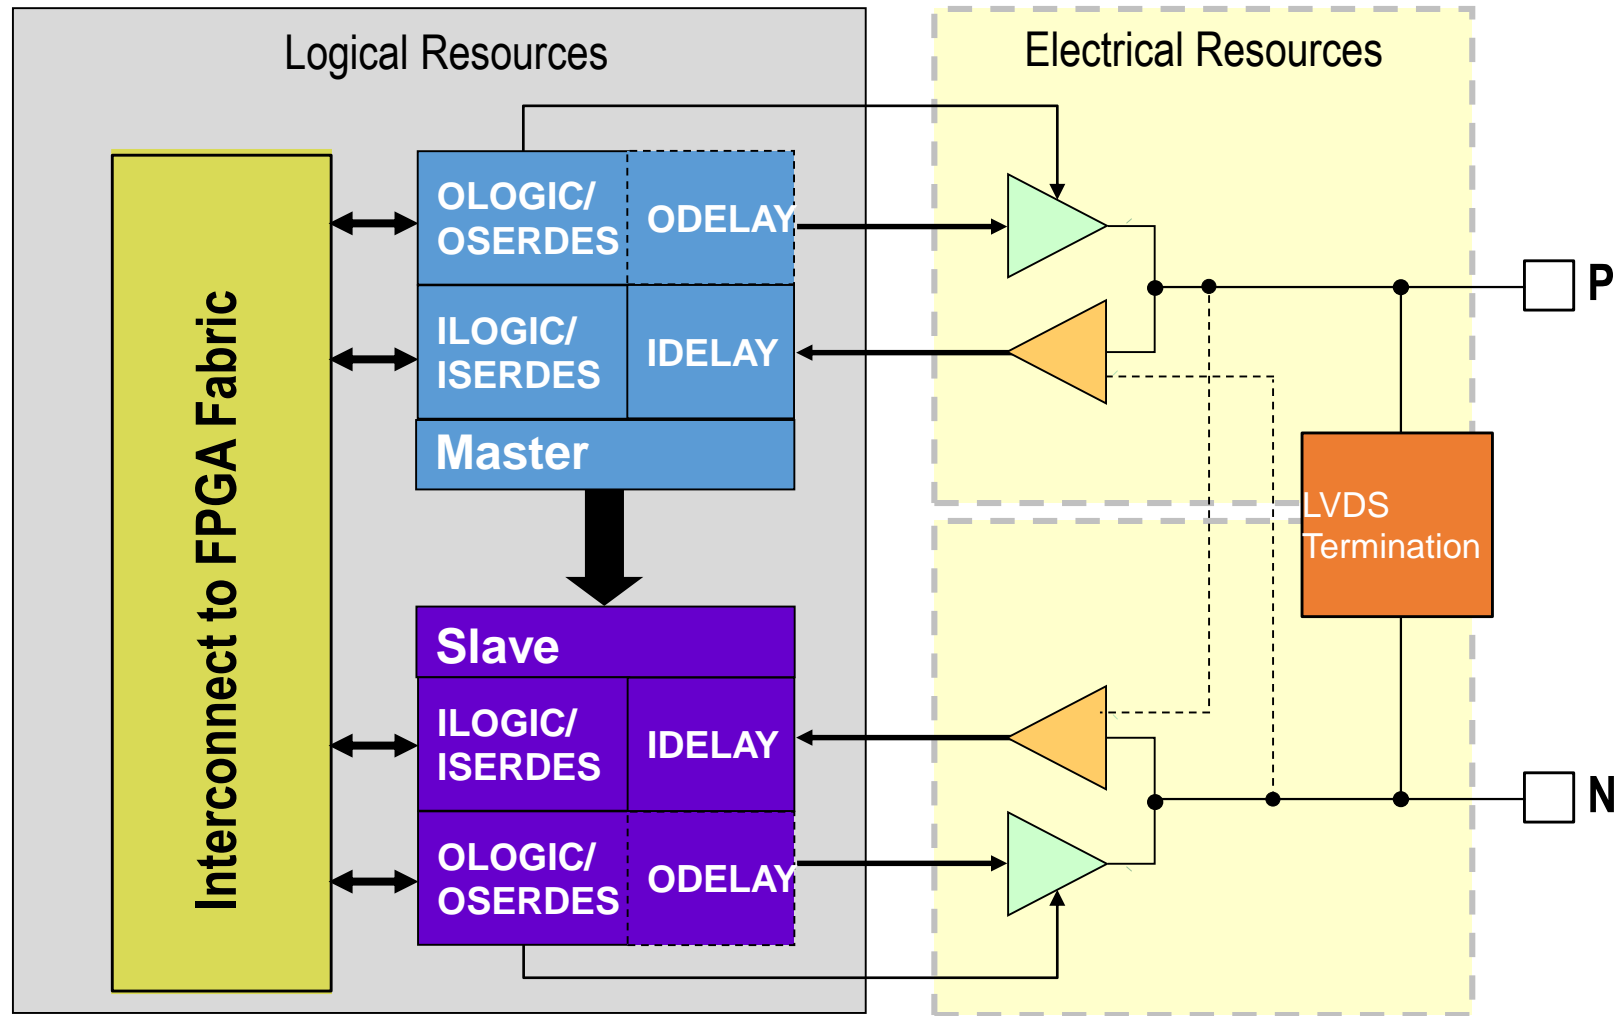 Logical Resources
Electrical Resources
Interconnect to FPGA Fabric
OLOGIC/
OSERDES
ODELAY
ILOGIC/
ISERDES
IDELAY
Master
Slave
ILOGIC/
ISERDES
IDELAY
OLOGIC/
OSERDES
ODELAY
LVDS
Termination
P
N